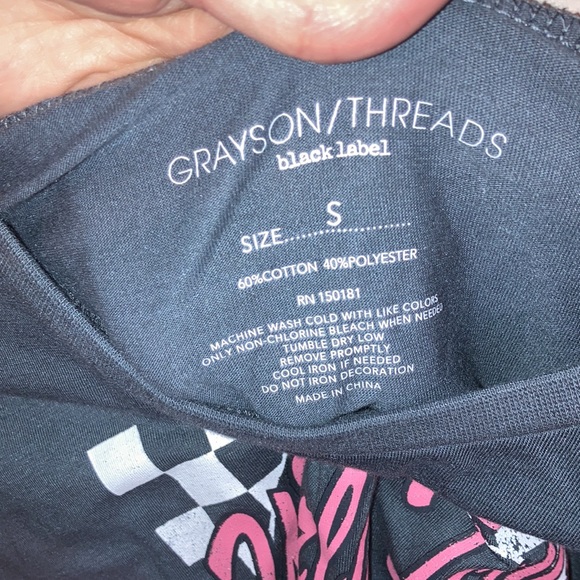 GRAYSON/THREADS
black label
SIZE............... S
60%COTTON 40%POLYESTER
RN 150181
MACHINE WASH COLD WITH LIKE COLORS
ONLY NON-CHLORINE BLEACH WHEN NEEDED
TUMBLE DRY LOW
REMOVE PROMPTLY
COOL IRON IF NEEDED
DO NOT IRON DECORATION
MADE IN CHINA